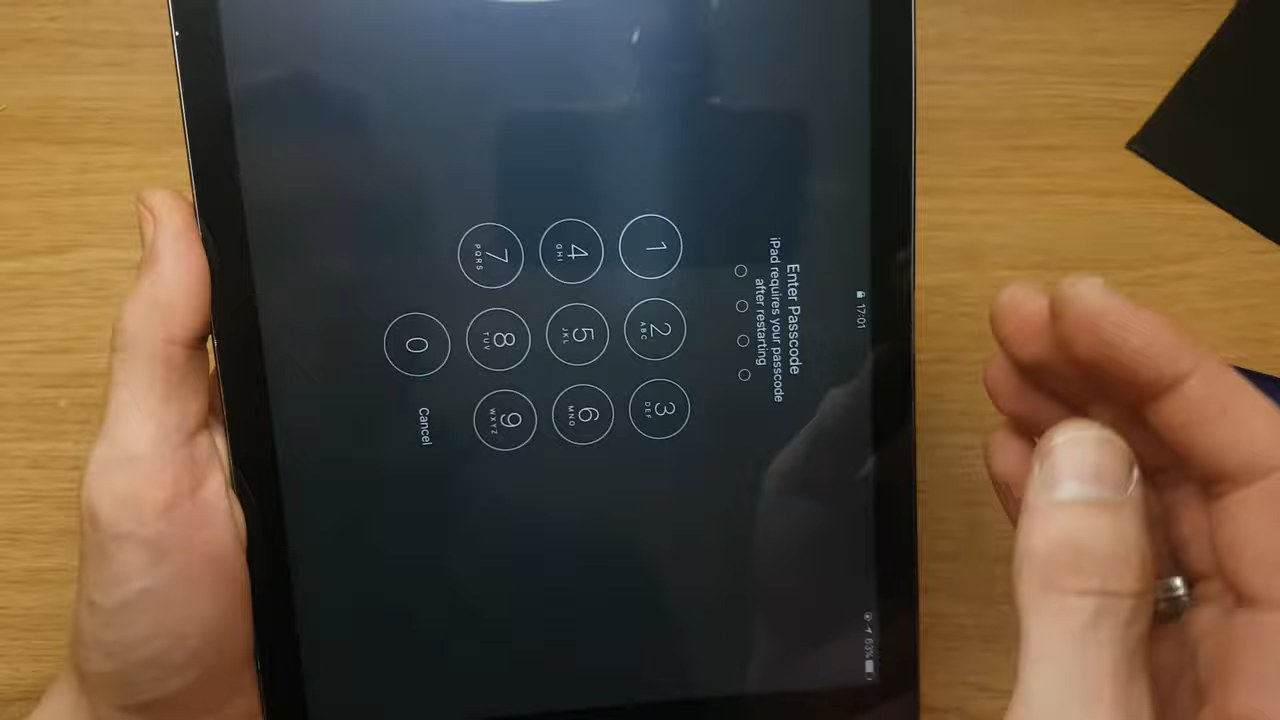 17:01
63%
Enter Passcode
iPad requires your passcode
after restarting
1
2
ABC
3
DEF
4
GHI
5
JKL
6
MNO
7
PQRS
8
TUV
9
WXYZ
0
Cancel